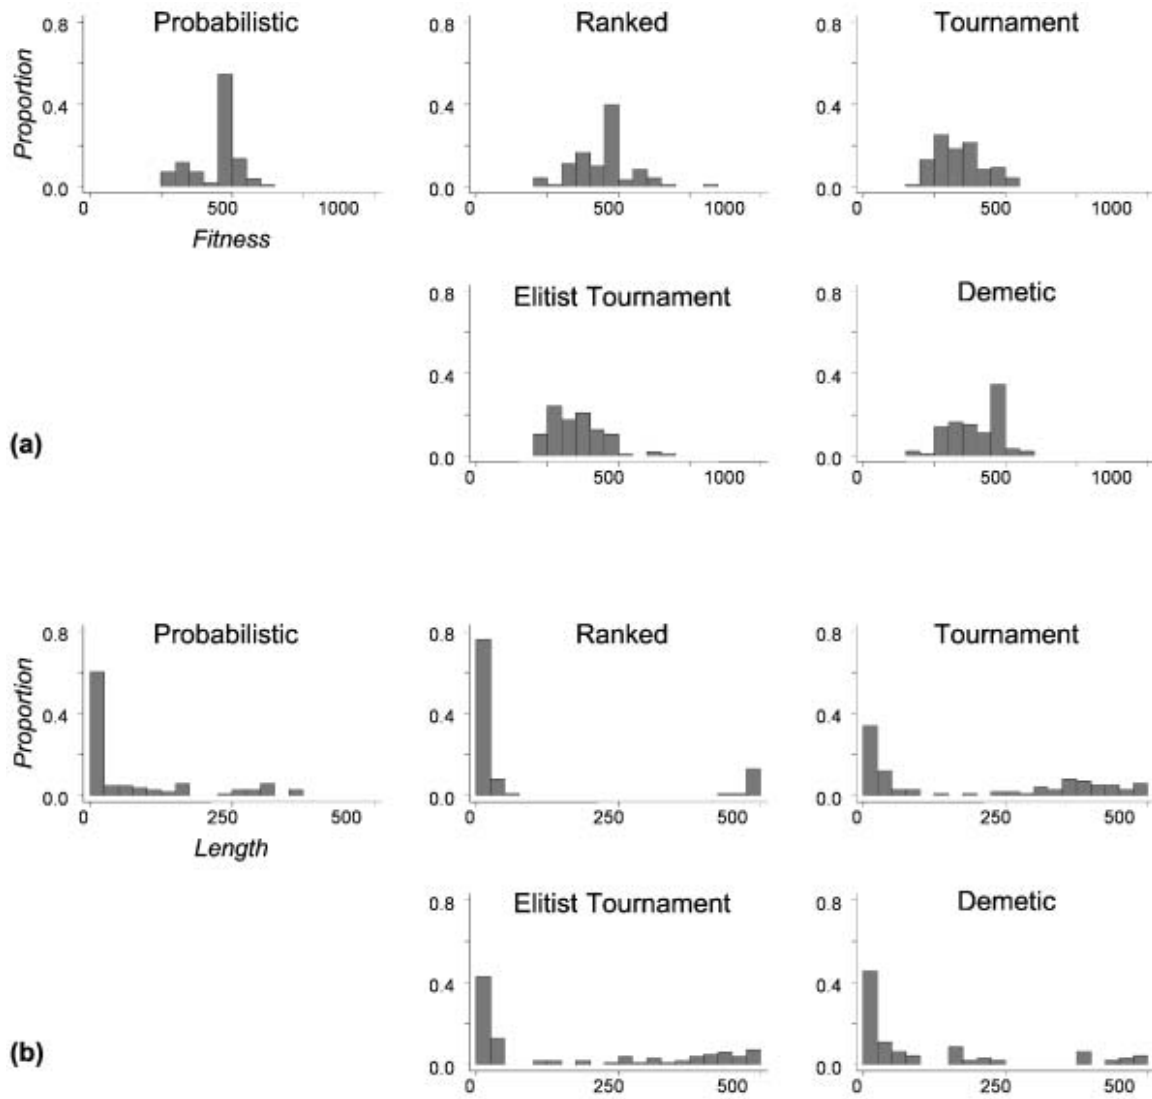 Probabilistic Ranked Tournament
0.8 0.8 0.8
Proportion
0.4 0.4 0.4
0.0 0.0 0.0
0 500 1000 0 500 1000 0 500 1000
Fitness
Elitist Tournament Demetic
0.8 0.8
0.4 0.4
(a)
0.0 0.0
0 500 1000 0 500 1000
Probabilistic Ranked Tournament
0.8 0.8 0.8
Proportion
0.4 0.4 0.4
0.0 0.0 0.0
0 250 500 0 250 500 0 250 500
Length
Elitist Tournament Demetic
0.8 0.8
0.4 0.4
(b)
0.0 0.0
0 250 500 0 250 500